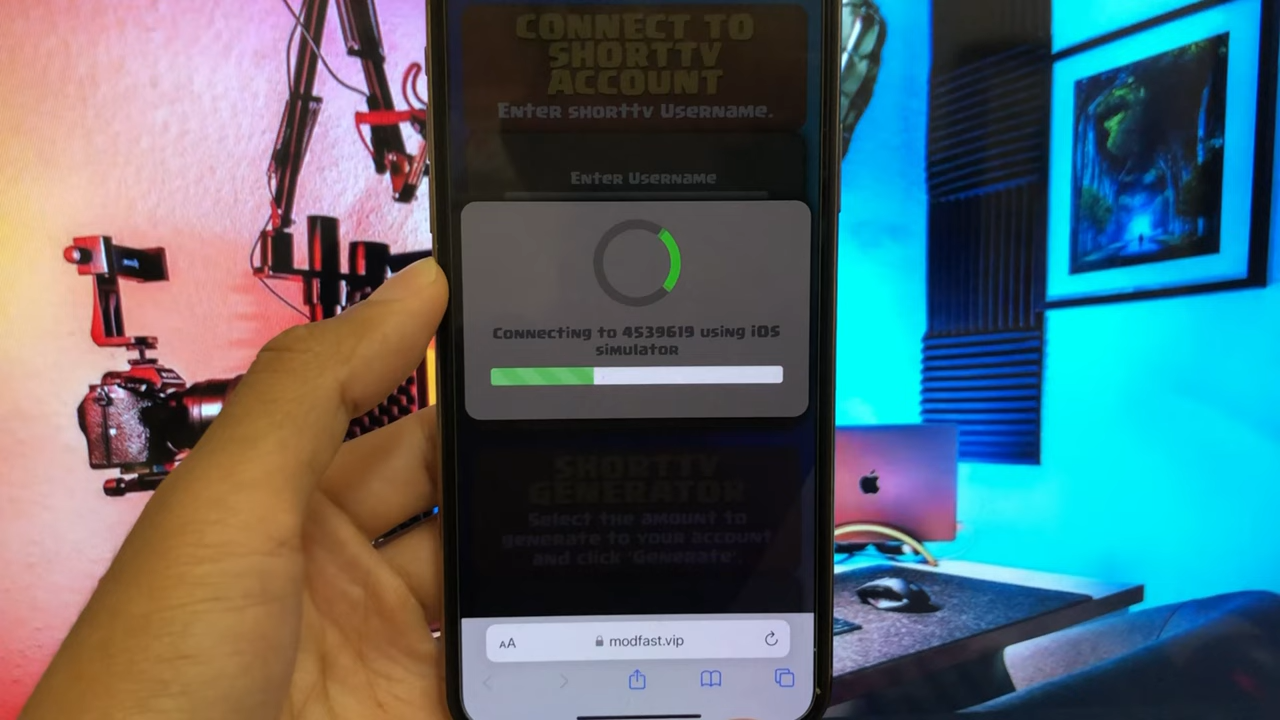 CONNECT TO
SHORTTV
ACCOUNT
Enter shorttv Username.
Enter Username
Connecting to 4539619 using iOS
simulator
SHORTTV
GENERATOR
Select the amount to
generate to your account
and click 'Generate'.
AA
modfast.vip